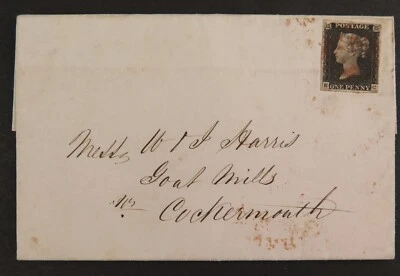 POSTAGE
ONE PENNY
Messrs W & J Harris
Goat Mills
nr Cockermouth